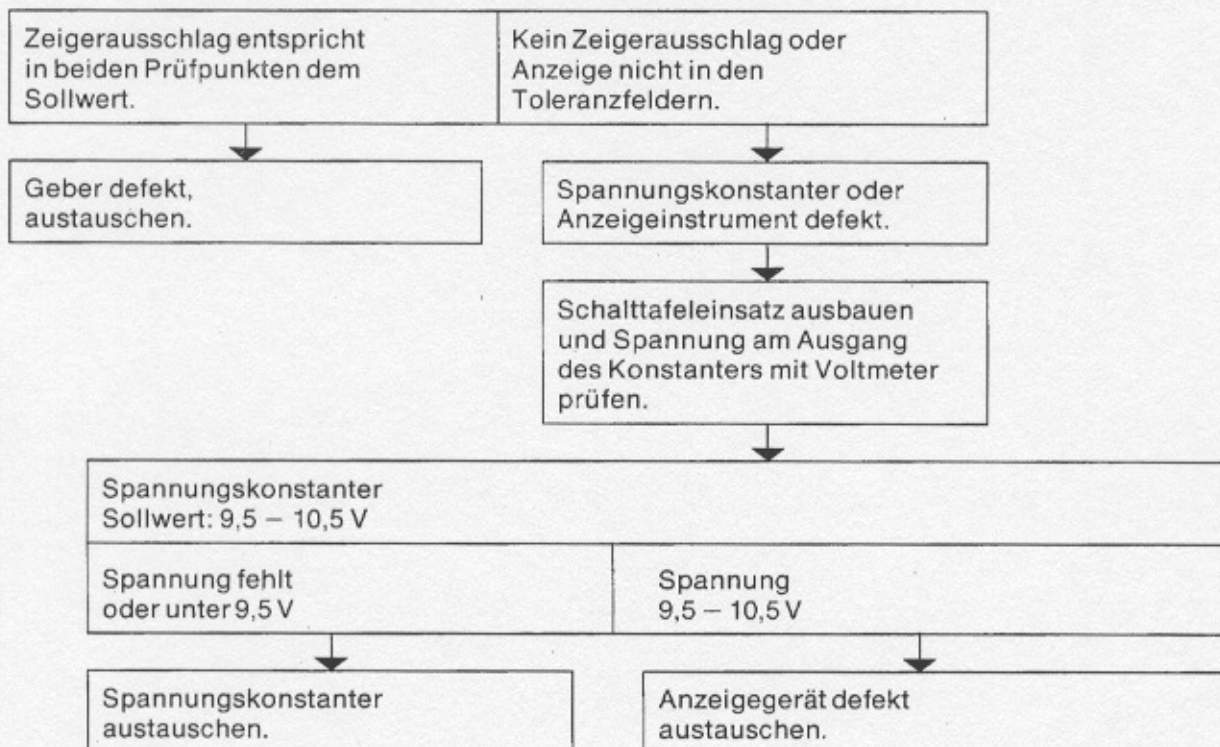 Zeigerausschlag entspricht
in beiden Prüfpunkten dem
Sollwert.
Kein Zeigerausschlag oder
Anzeige nicht in den
Toleranzfeldern.
Geber defekt,
austauschen.
Spannungskonstanter oder
Anzeigeinstrument defekt.
Schalttafeleinsatz ausbauen
und Spannung am Ausgang
des Konstanters mit Voltmeter
prüfen.
Spannungskonstanter
Sollwert: 9,5 – 10,5 V
Spannung fehlt
oder unter 9,5 V
Spannung
9,5 – 10,5 V
Spannungskonstanter
austauschen.
Anzeigegerät defekt
austauschen.